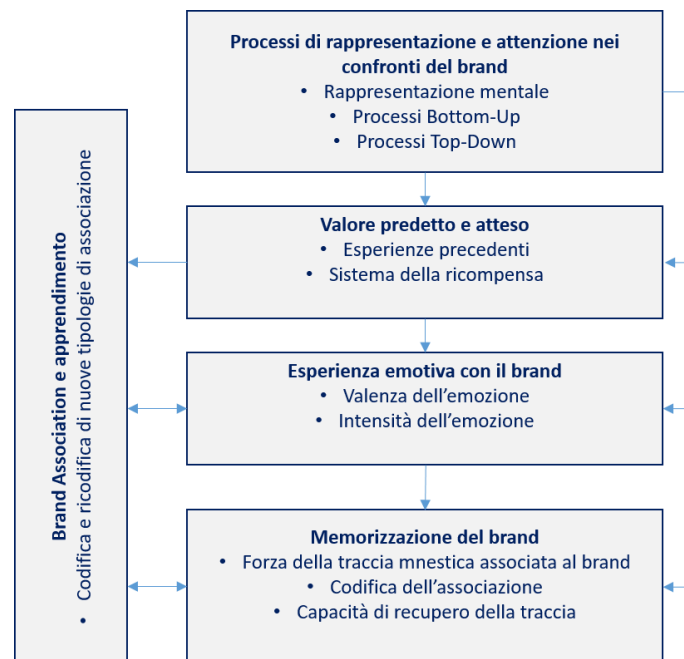 Processi di rappresentazione e attenzione nei
confronti del brand
• Rappresentazione mentale
• Processi Bottom-Up
• Processi Top-Down
Valore predetto e atteso
• Esperienze precedenti
• Sistema della ricompensa
Esperienza emotiva con il brand
• Valenza dell'emozione
• Intensità dell'emozione
Memorizzazione del brand
• Forza della traccia mnestica associata al brand
• Codifica dell'associazione
• Capacità di recupero della traccia
Brand Association e apprendimento
• Codifica e ricodifica di nuove tipologie di associazione